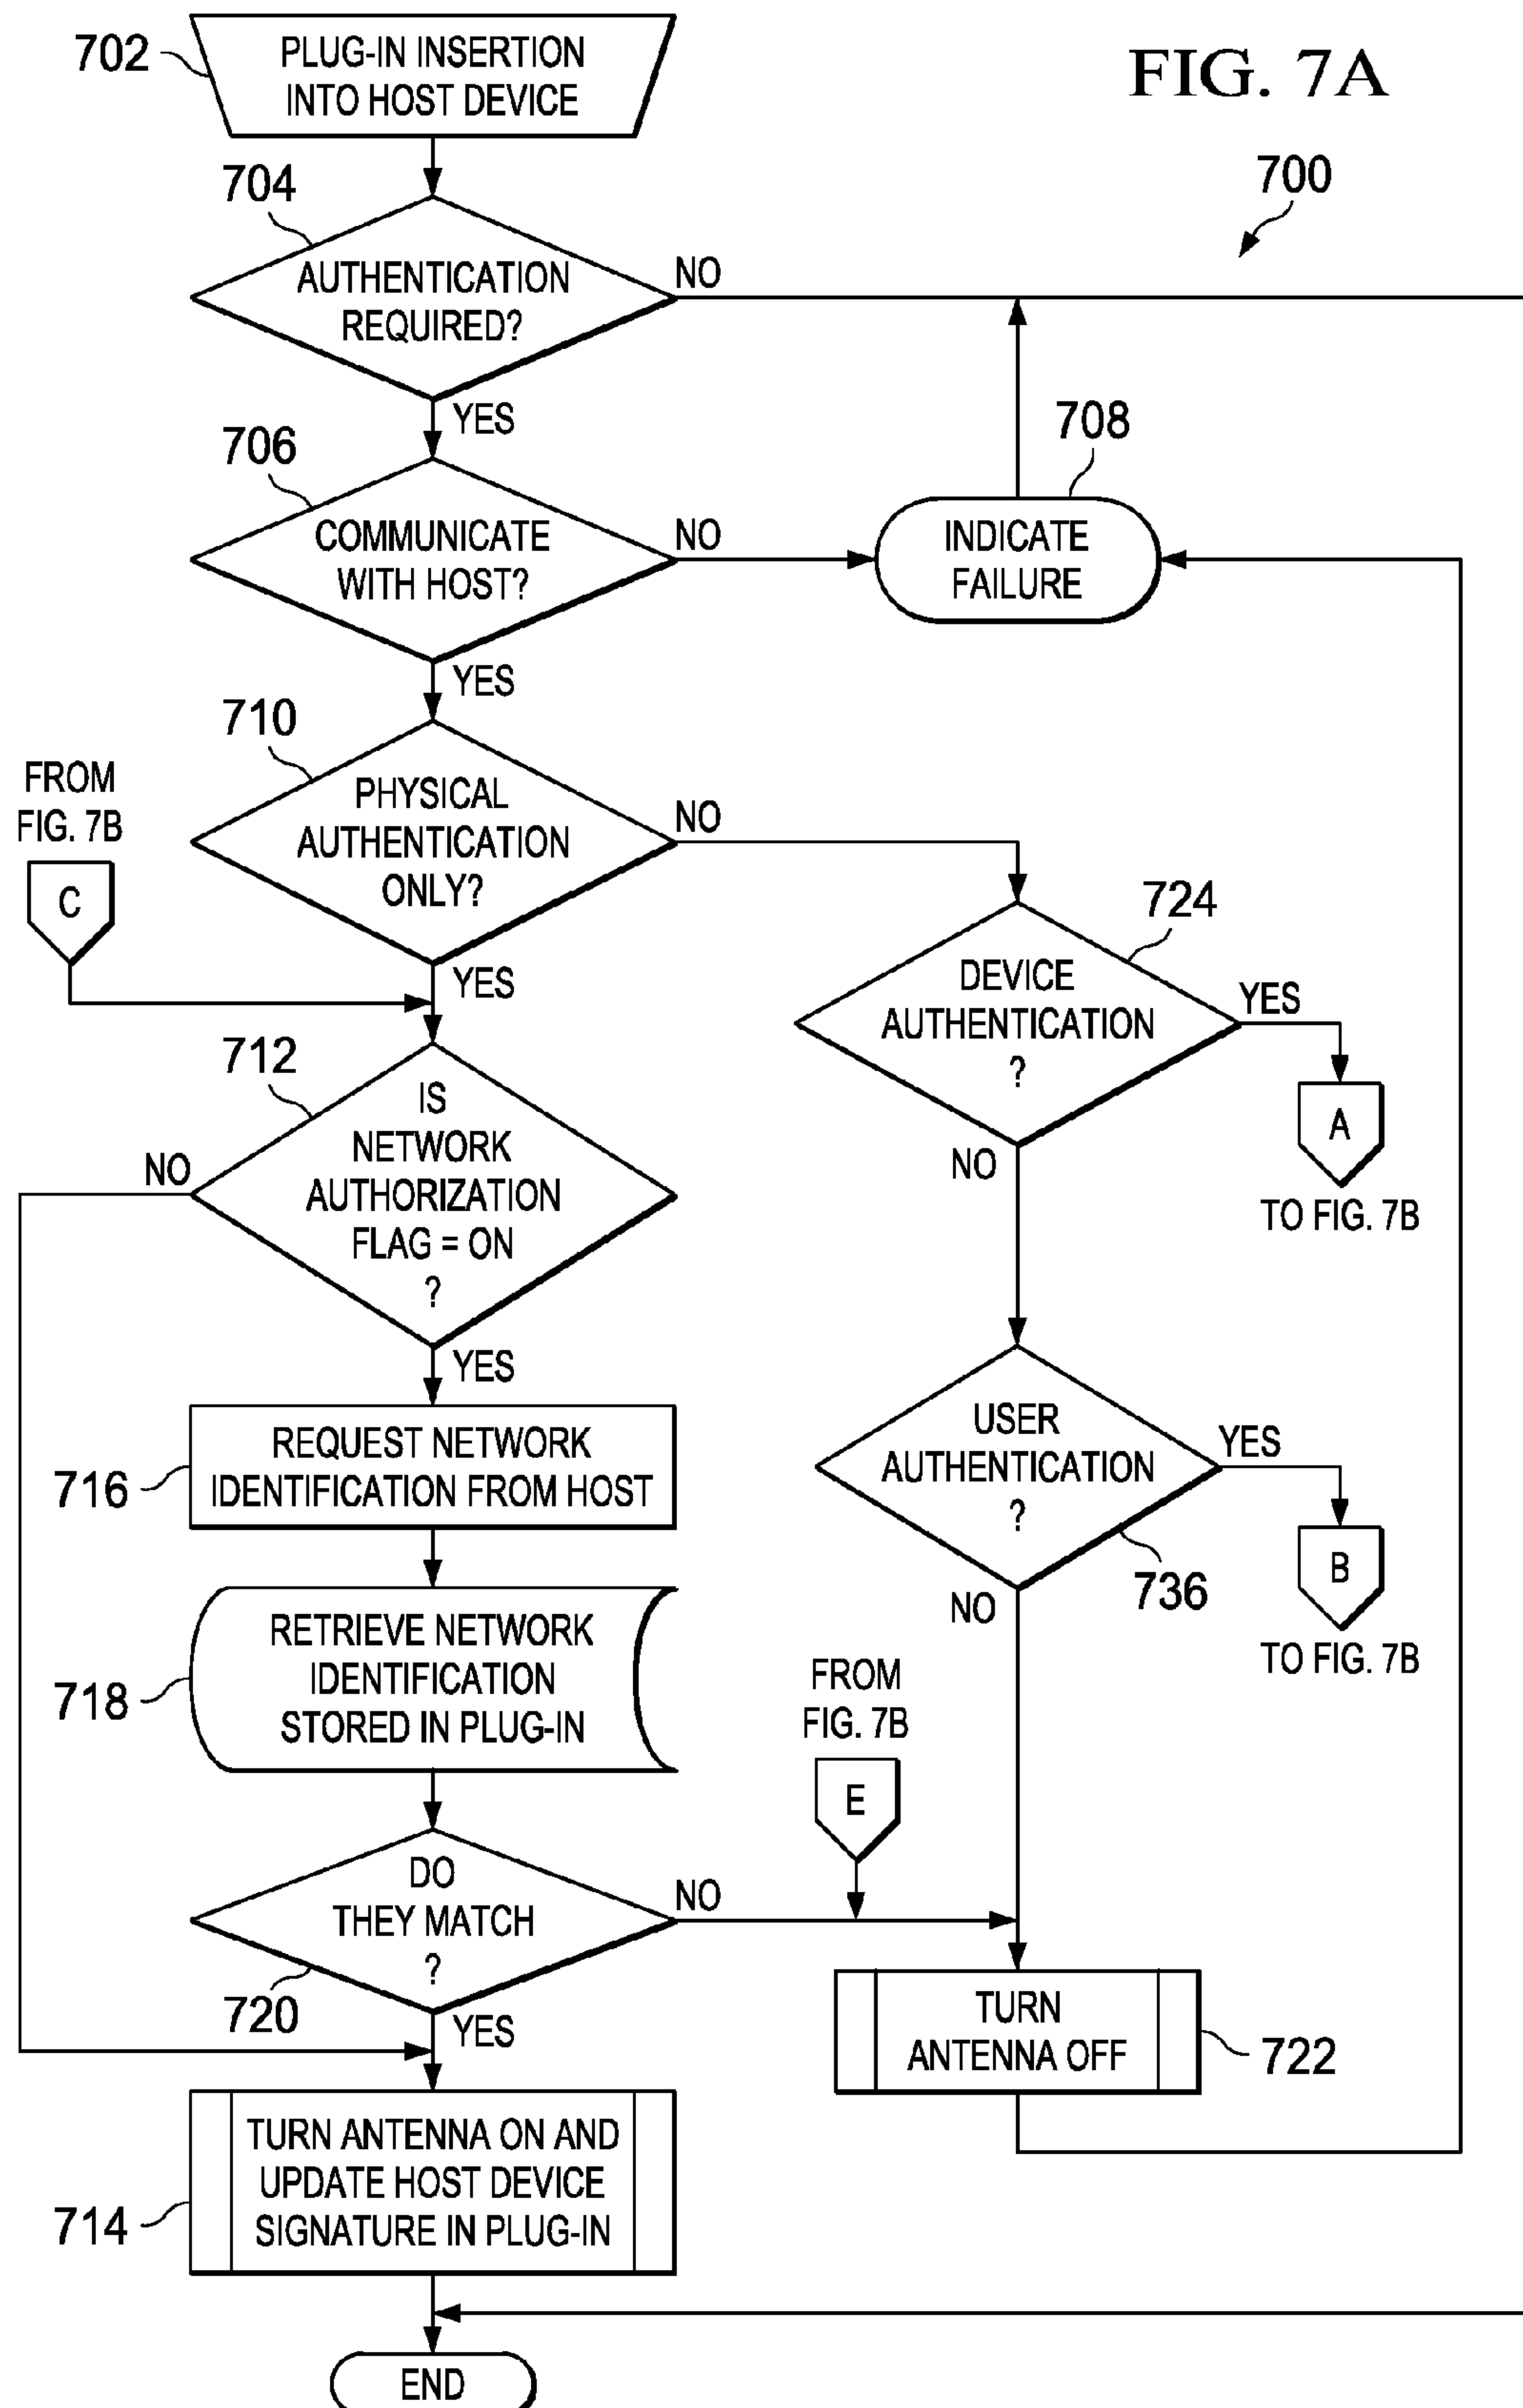 FIG. 7A
700
702
PLUG-IN INSERTION
INTO HOST DEVICE
704
AUTHENTICATION
REQUIRED?
NO
YES
706
COMMUNICATE
WITH HOST?
NO
YES
708
INDICATE
FAILURE
710
PHYSICAL
AUTHENTICATION
ONLY?
NO
YES
FROM
FIG. 7B
C
724
DEVICE
AUTHENTICATION
?
YES
NO
A
TO FIG. 7B
712
IS
NETWORK
AUTHORIZATION
FLAG = ON
?
NO
YES
736
USER
AUTHENTICATION
?
YES
NO
B
TO FIG. 7B
716
REQUEST NETWORK
IDENTIFICATION FROM HOST
718
RETRIEVE NETWORK
IDENTIFICATION
STORED IN PLUG-IN
FROM
FIG. 7B
E
720
DO
THEY MATCH
?
NO
YES
TURN
ANTENNA OFF
722
714
TURN ANTENNA ON AND
UPDATE HOST DEVICE
SIGNATURE IN PLUG-IN
END